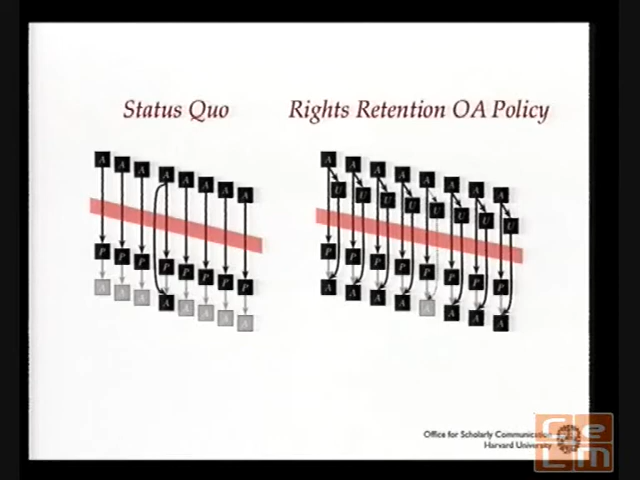 Status Quo
Rights Retention OA Policy
A A A A A A A A
P P P P P P P P
A A A A A A A A
A A A A A A A A
U U U U U U U U
P P P P P P P P
A A A A A A A A
Office for Scholarly Communication
Harvard University